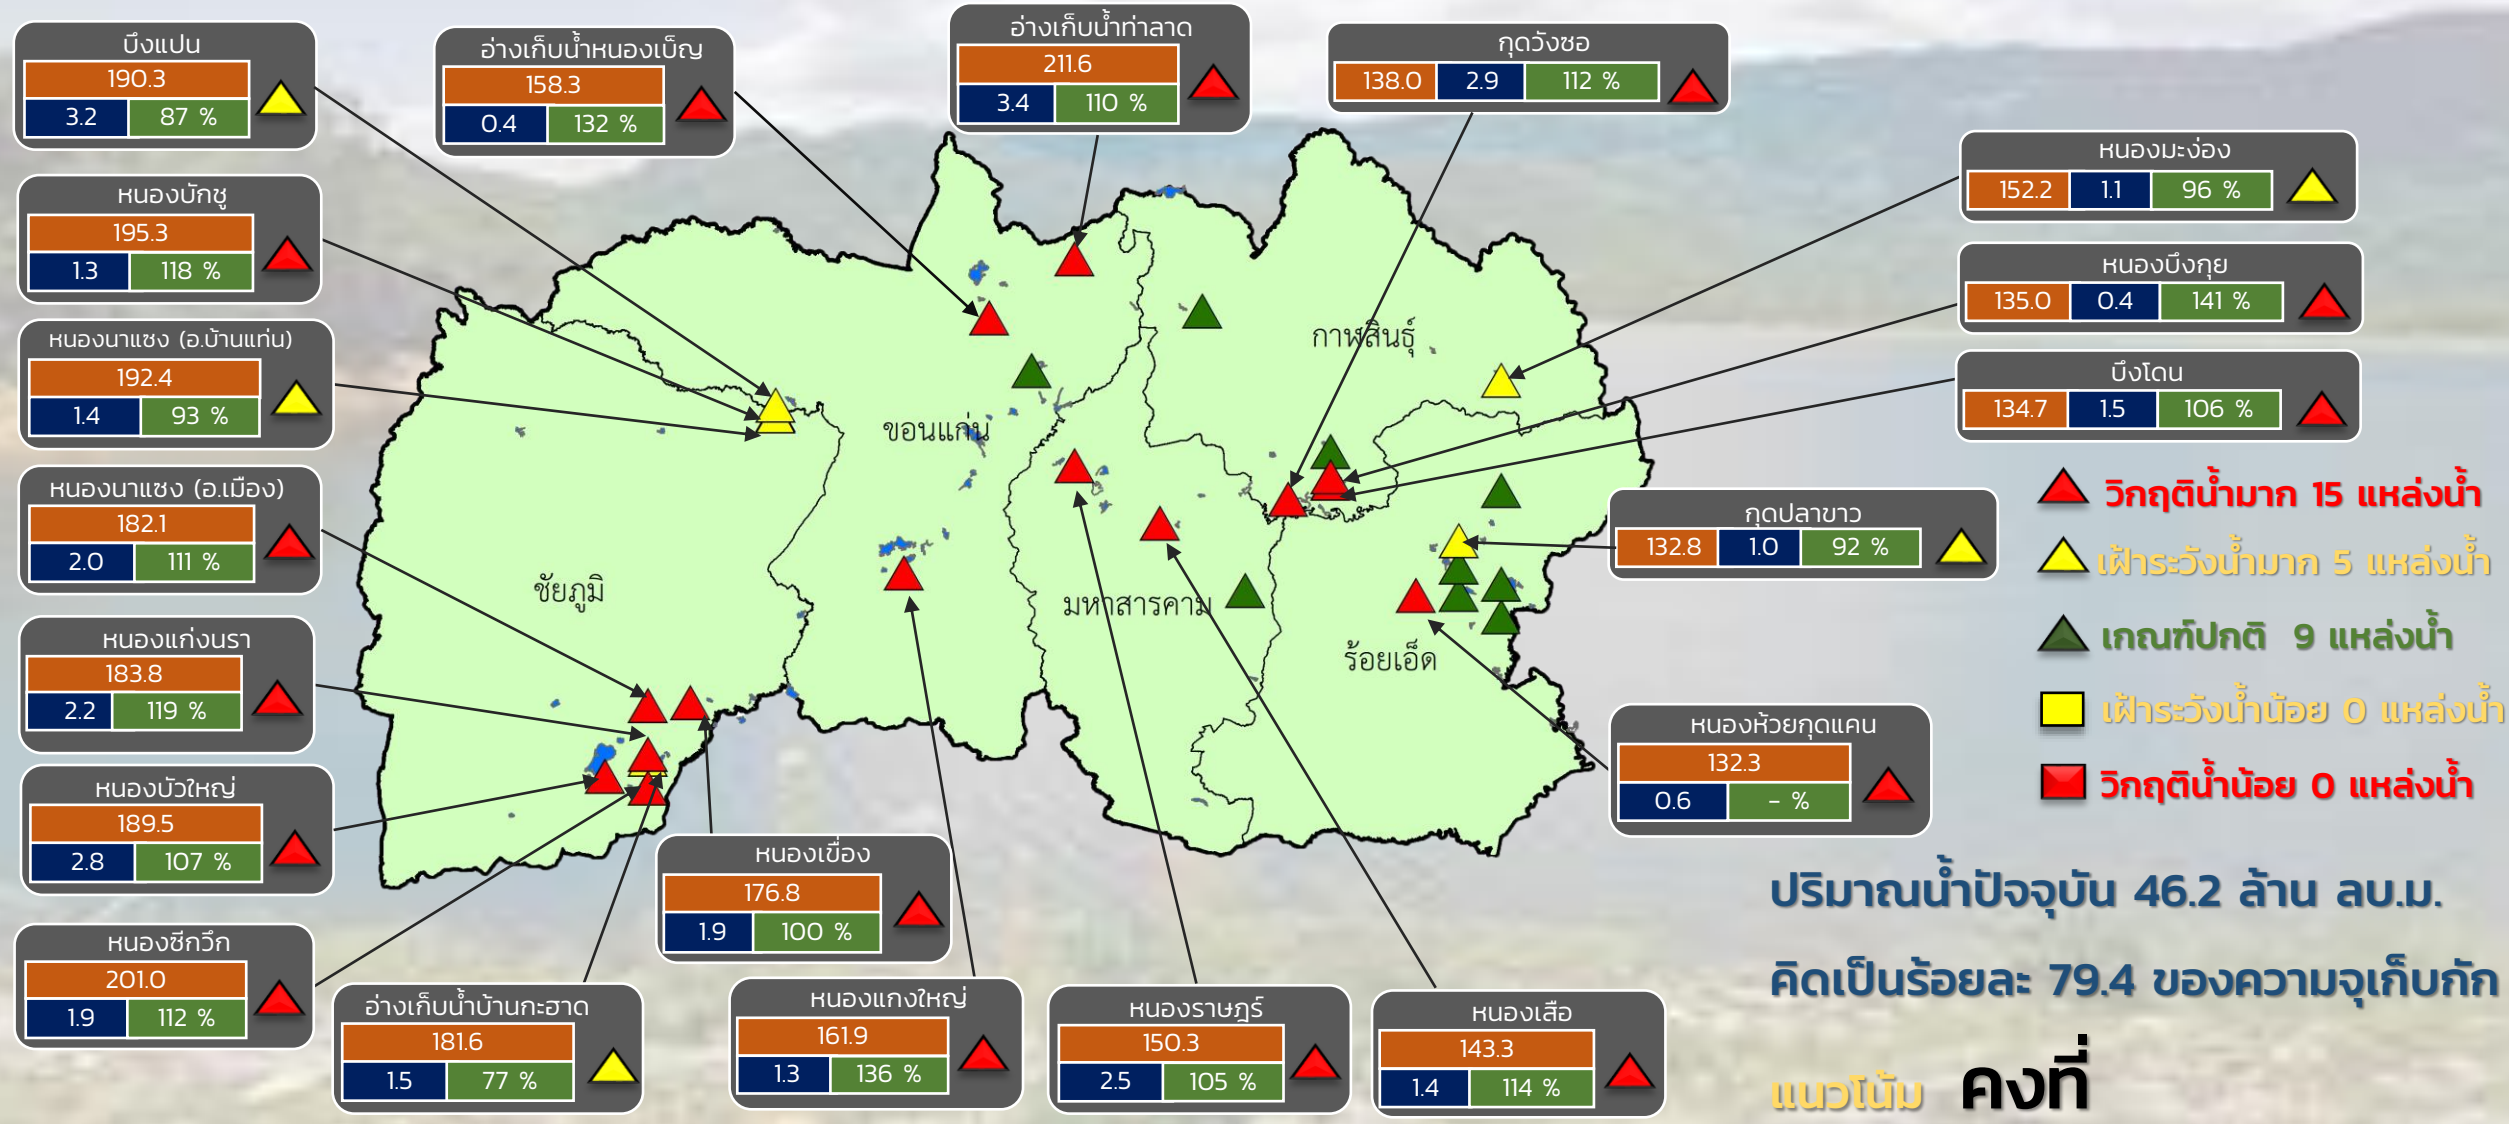 บึงแปน
190.3
3.2 87 %
อ่างเก็บน้ำหนองเบ็ญ
158.3
0.4 132 %
อ่างเก็บน้ำท่าลาด
211.6
3.4 110 %
กุดวังซอ
138.0 2.9 112 %
หนองบักชู
195.3
1.3 118 %
หนองมะง่อง
152.2 1.1 96 %
หนองนาแซง (อ.บ้านแท่น)
192.4
1.4 93 %
หนองบึงกุย
135.0 0.4 141 %
บึงโดน
134.7 1.5 106 %
หนองนาแซง (อ.เมือง)
182.1
2.0 111 %
กุดปลาขาว
132.8 1.0 92 %
หนองแก่งนรา
183.8
2.2 119 %
หนองห้วยกุดแคน
132.3
0.6 - %
หนองบัวใหญ่
189.5
2.8 107 %
หนองเขื่อง
176.8
1.9 100 %
หนองซีกวึก
201.0
1.9 112 %
อ่างเก็บน้ำบ้านกะฮาด
181.6
1.5 77 %
หนองแกงใหญ่
161.9
1.3 136 %
หนองราษฎร์
150.3
2.5 105 %
หนองเสือ
143.3
1.4 114 %
กาฬสินธุ์
ขอนแก่น
ชัยภูมิ
มหาสารคาม
ร้อยเอ็ด
วิกฤติน้ำมาก 15 แหล่งน้ำ
เฝ้าระวังน้ำมาก 5 แหล่งน้ำ
เกณฑ์ปกติ 9 แหล่งน้ำ
เฝ้าระวังน้ำน้อย 0 แหล่งน้ำ
วิกฤติน้ำน้อย 0 แหล่งน้ำ
ปริมาณน้ำปัจจุบัน 46.2 ล้าน ลบ.ม.
คิดเป็นร้อยละ 79.4 ของความจุเก็บกัก
แนวโน้ม คงที่